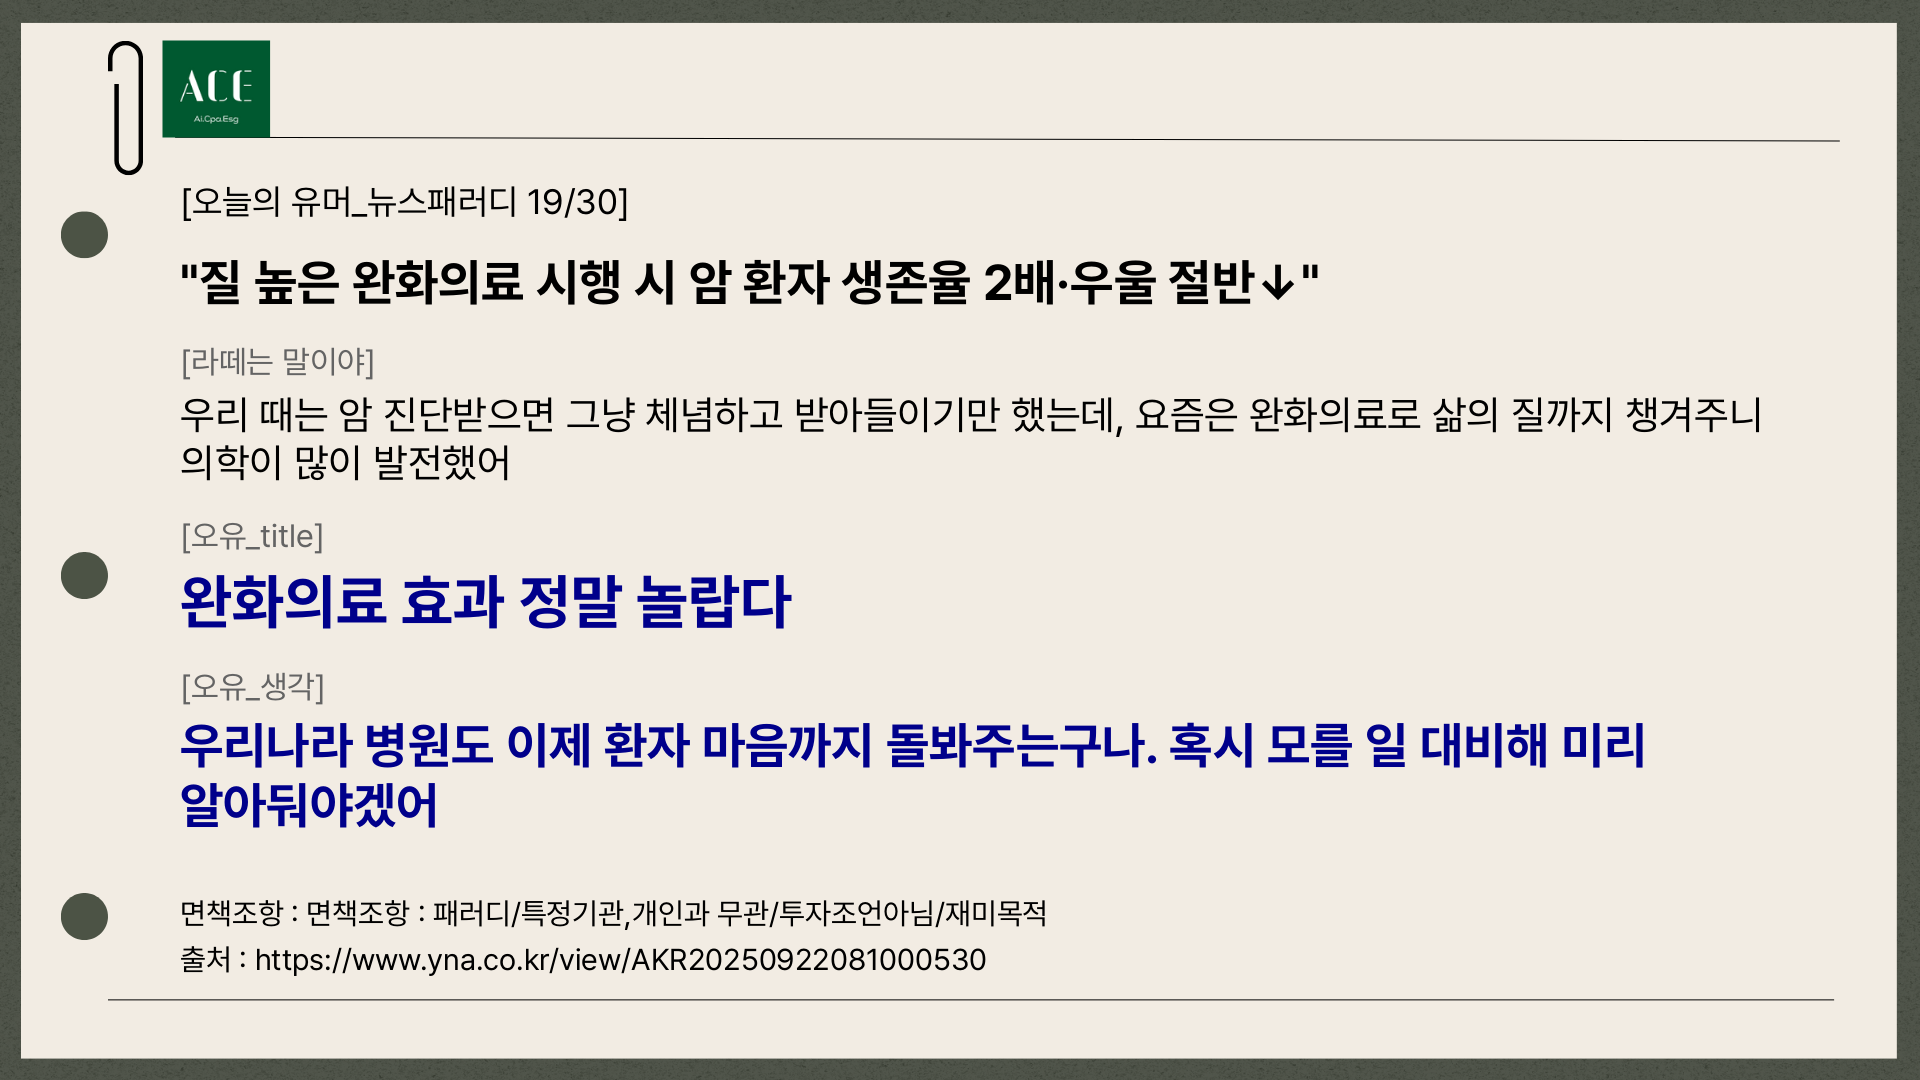 ACE
Ai.Cpa.Esg
[오늘의 유머_뉴스패러디 19/30]
"질 높은 완화의료 시행 시 암 환자 생존율 2배·우울 절반↓"
[라떼는 말이야]
우리 때는 암 진단받으면 그냥 체념하고 받아들이기만 했는데, 요즘은 완화의료로 삶의 질까지 챙겨주니
의학이 많이 발전했어
[오유_title]
완화의료 효과 정말 놀랍다
[오유_생각]
우리나라 병원도 이제 환자 마음까지 돌봐주는구나. 혹시 모를 일 대비해 미리
알아둬야겠어
면책조항 : 면책조항 : 패러디/특정기관,개인과 무관/투자조언아님/재미목적
출처 : https://www.yna.co.kr/view/AKR20250922081000530